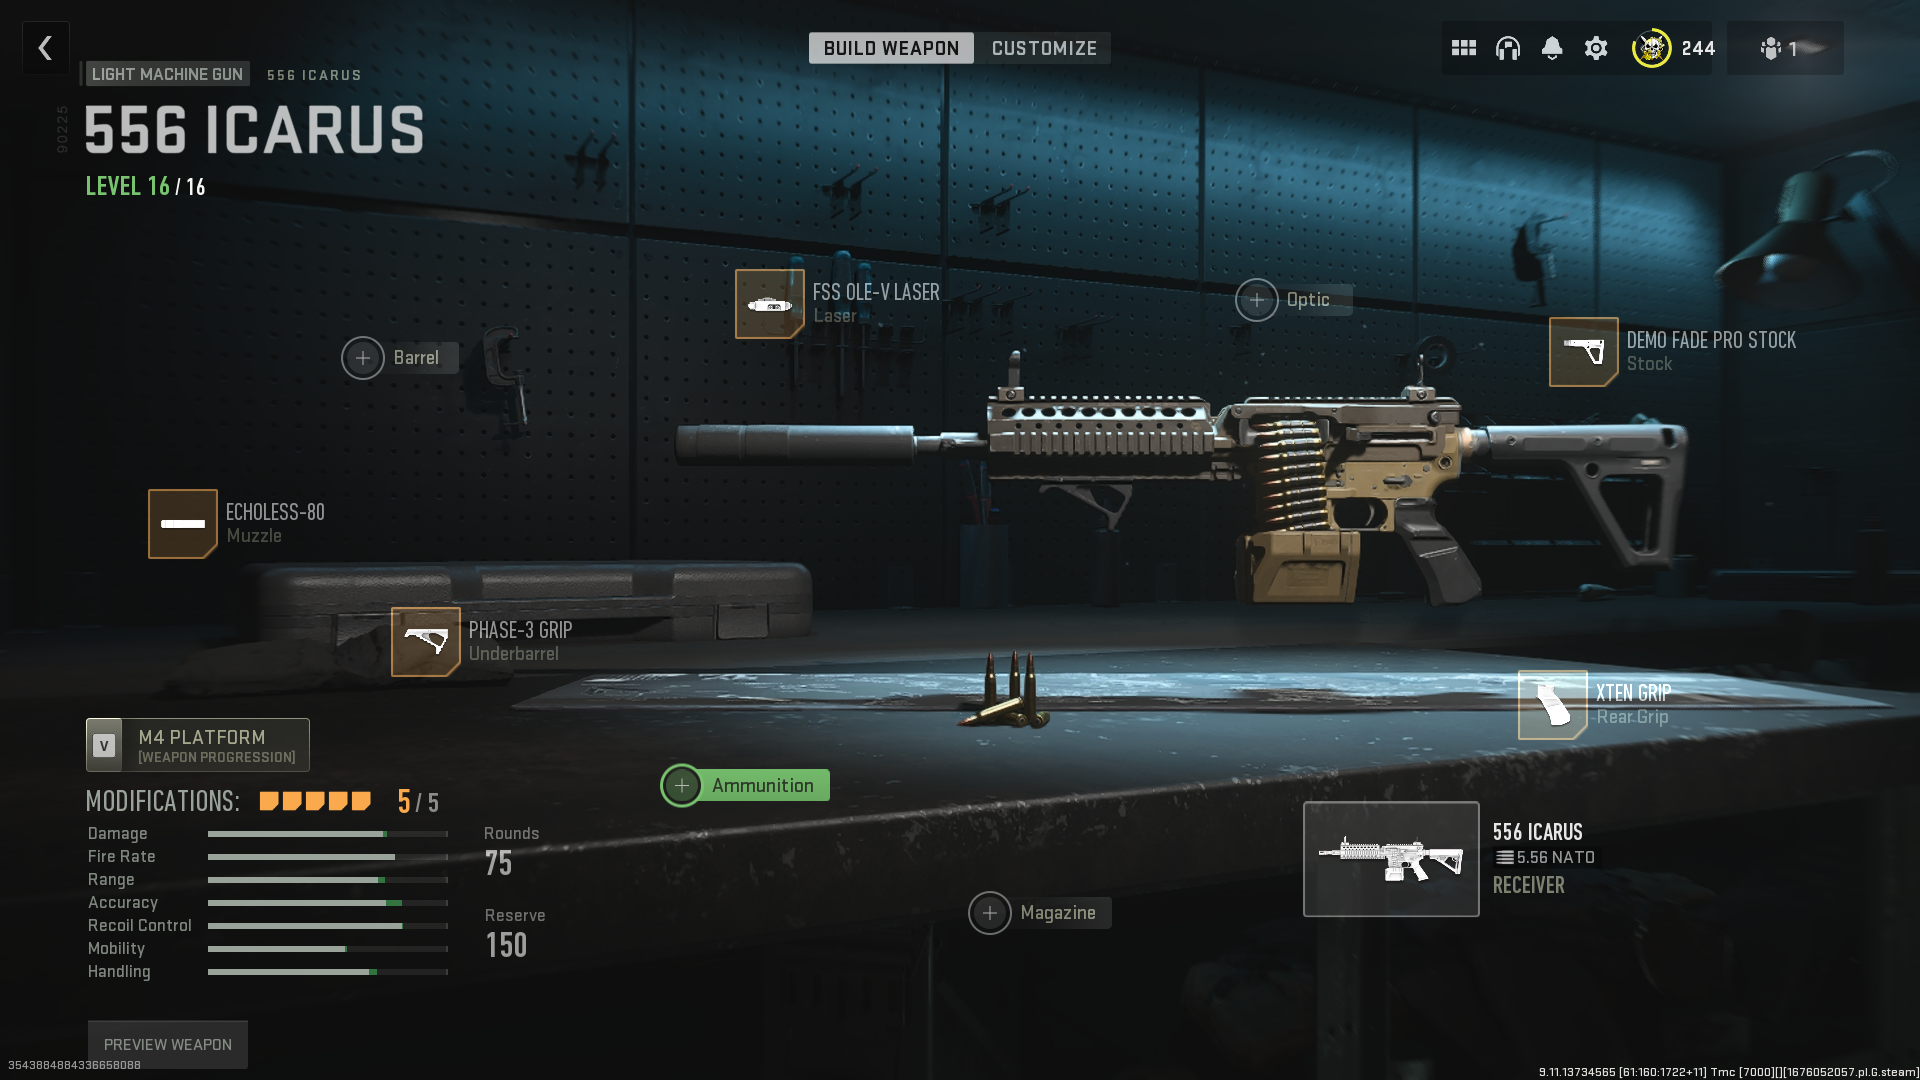 BUILD WEAPON
CUSTOMIZE
244
1
LIGHT MACHINE GUN
556 ICARUS
90225
556 ICARUS
LEVEL 16 / 16
FSS OLE-V LASER
Laser
Optic
Barrel
DEMO FADE PRO STOCK
Stock
ECHOLESS-80
Muzzle
PHASE-3 GRIP
Underbarrel
XTEN GRIP
Rear Grip
V
M4 PLATFORM
[WEAPON PROGRESSION]
Ammunition
MODIFICATIONS: 5 / 5
Damage
Fire Rate
Range
Accuracy
Recoil Control
Mobility
Handling
Rounds
75
Reserve
150
Magazine
556 ICARUS
5.56 NATO
RECEIVER
PREVIEW WEAPON
3543884884336658088
9.11.13734565 [61:160:1722+11] Tmc [7000][][1676052057.pl.G.steam]